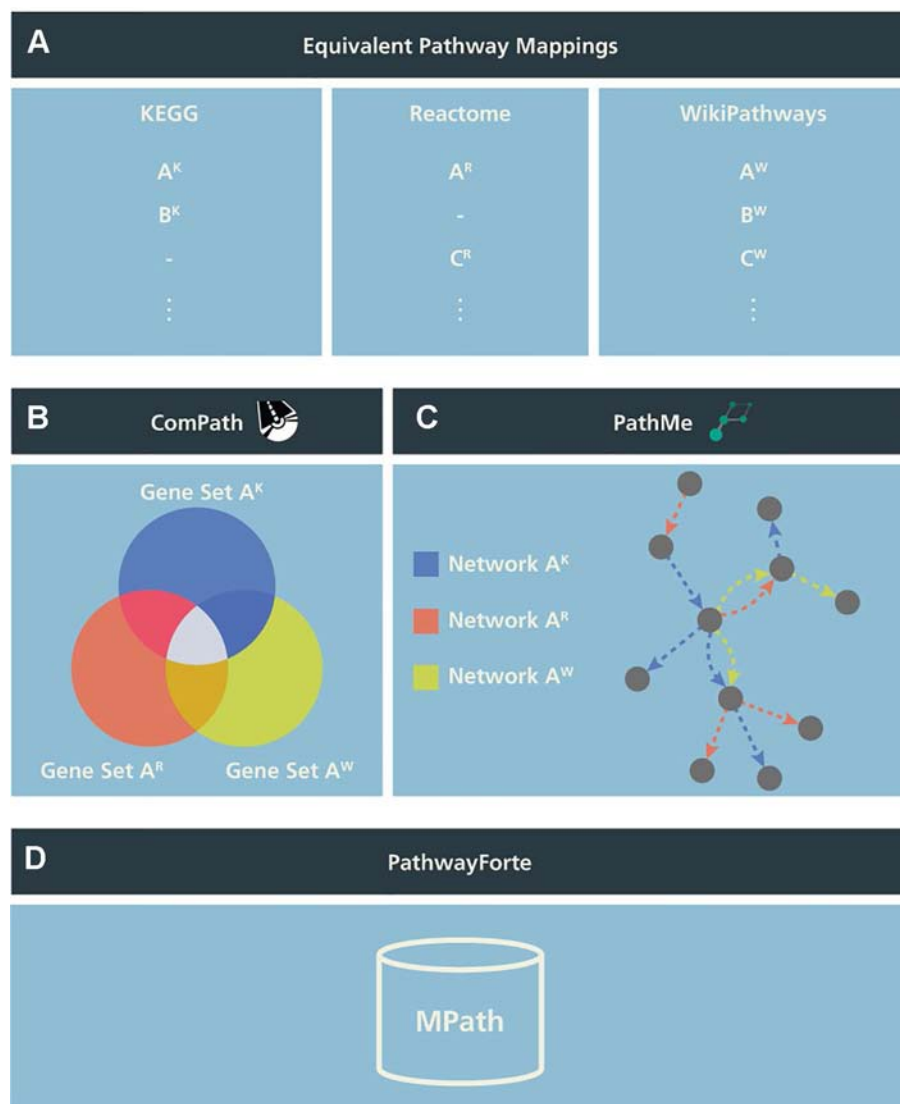 A
Equivalent Pathway Mappings
KEGG
Reactome
WikiPathways
Aᴷ
Aᴿ
Aᵂ
Bᴷ
-
Bᵂ
-
Cᴿ
Cᵂ
⋮
⋮
⋮
B
ComPath
Gene Set Aᴷ
Gene Set Aᴿ
Gene Set Aᵂ
C
PathMe
Network Aᴷ
Network Aᴿ
Network Aᵂ
D
PathwayForte
MPath